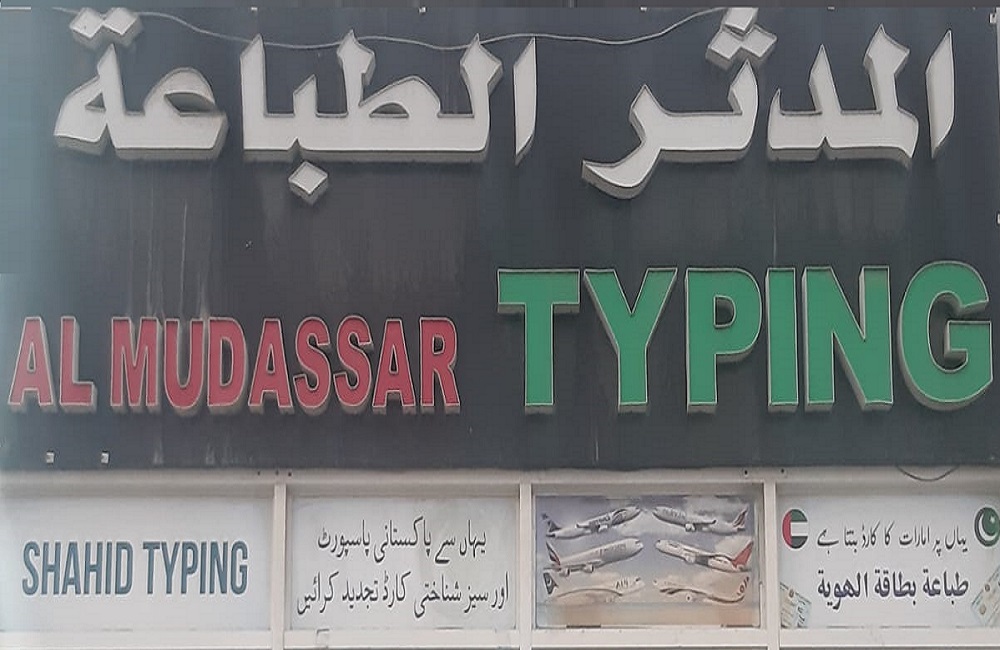 المدثر الطباعة
AL MUDASSAR TYPING
SHAHID TYPING
یہاں سے پاکستانی پاسپورٹ
اور سبز شناختی کارڈ تجدید کرائیں
یہاں پر امارات کا کارڈ بنتا ہے
طباعة بطاقة الهوية